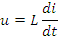 u = L di/dt